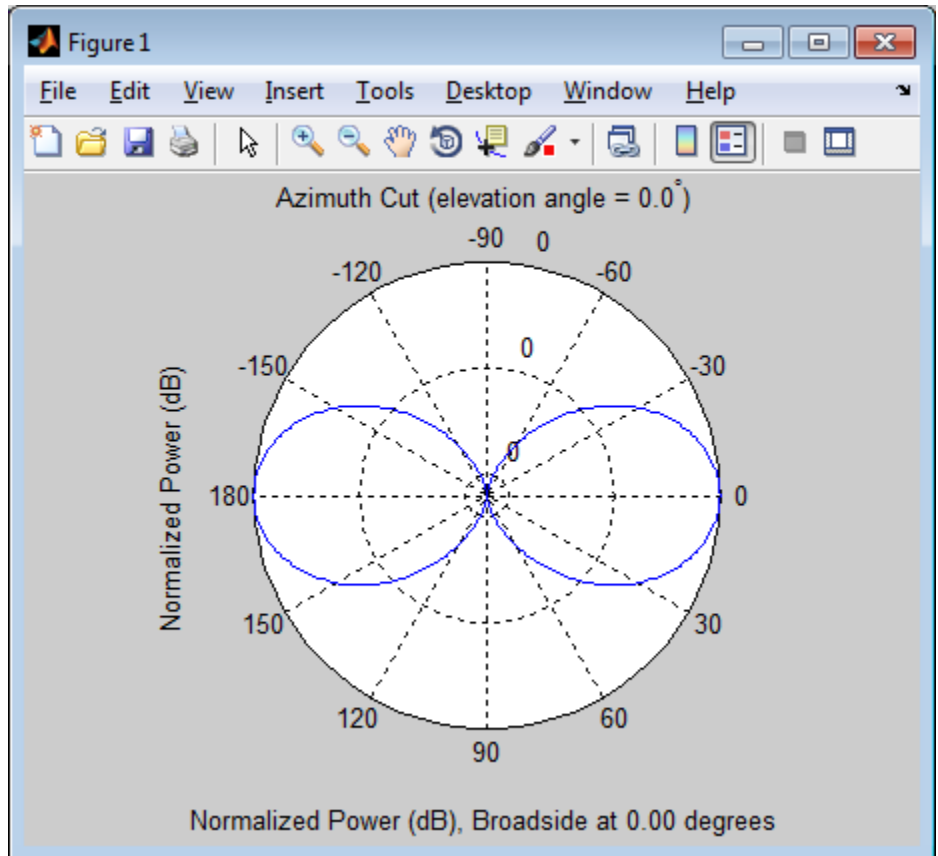 Figure 1
File Edit View Insert Tools Desktop Window Help
Azimuth Cut (elevation angle = 0.0°)
-90 0
-120 -60
0
-150 -30
Normalized Power (dB)
0
180 0
150 30
120 60
90
Normalized Power (dB), Broadside at 0.00 degrees